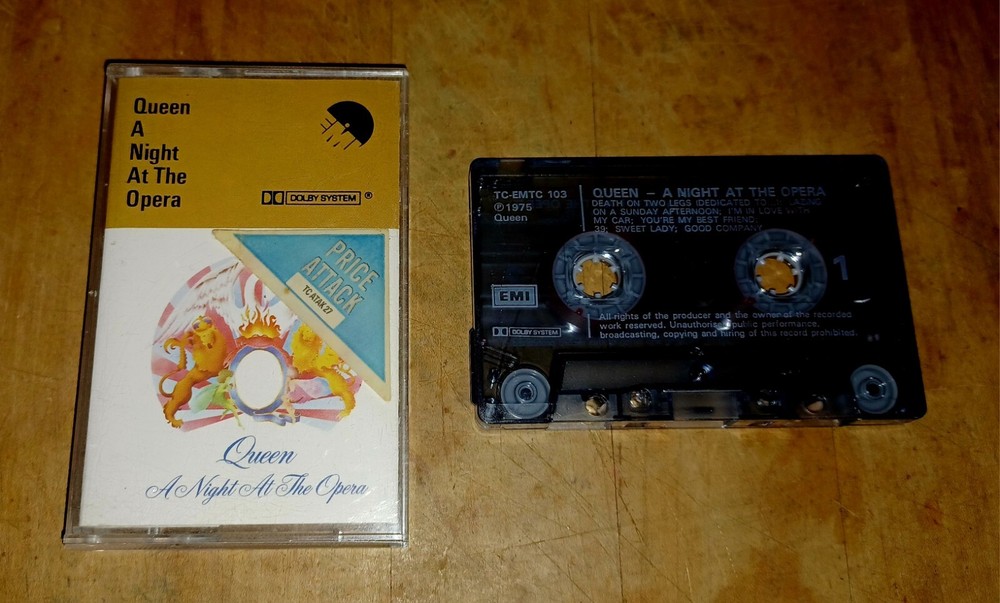 Queen
A
Night
At The
Opera
EMI
DOLBY SYSTEM ®
PRICE
ATTACK
TC ATAK 27
Queen
A Night At The Opera
TC-EMTC 103
℗ 1975
Queen
QUEEN – A NIGHT AT THE OPERA
DEATH ON TWO LEGS (DEDICATED TO
ON A SUNDAY AFTERNOON; I'M IN LOVE WITH
MY CAR; YOU'RE MY BEST FRIEND;
39; SWEET LADY; GOOD COMPANY
1
EMI
DOLBY SYSTEM
All rights of the producer and the owner of the recorded
work reserved. Unauthorised public performance,
broadcasting, copying and hiring of this record prohibited.